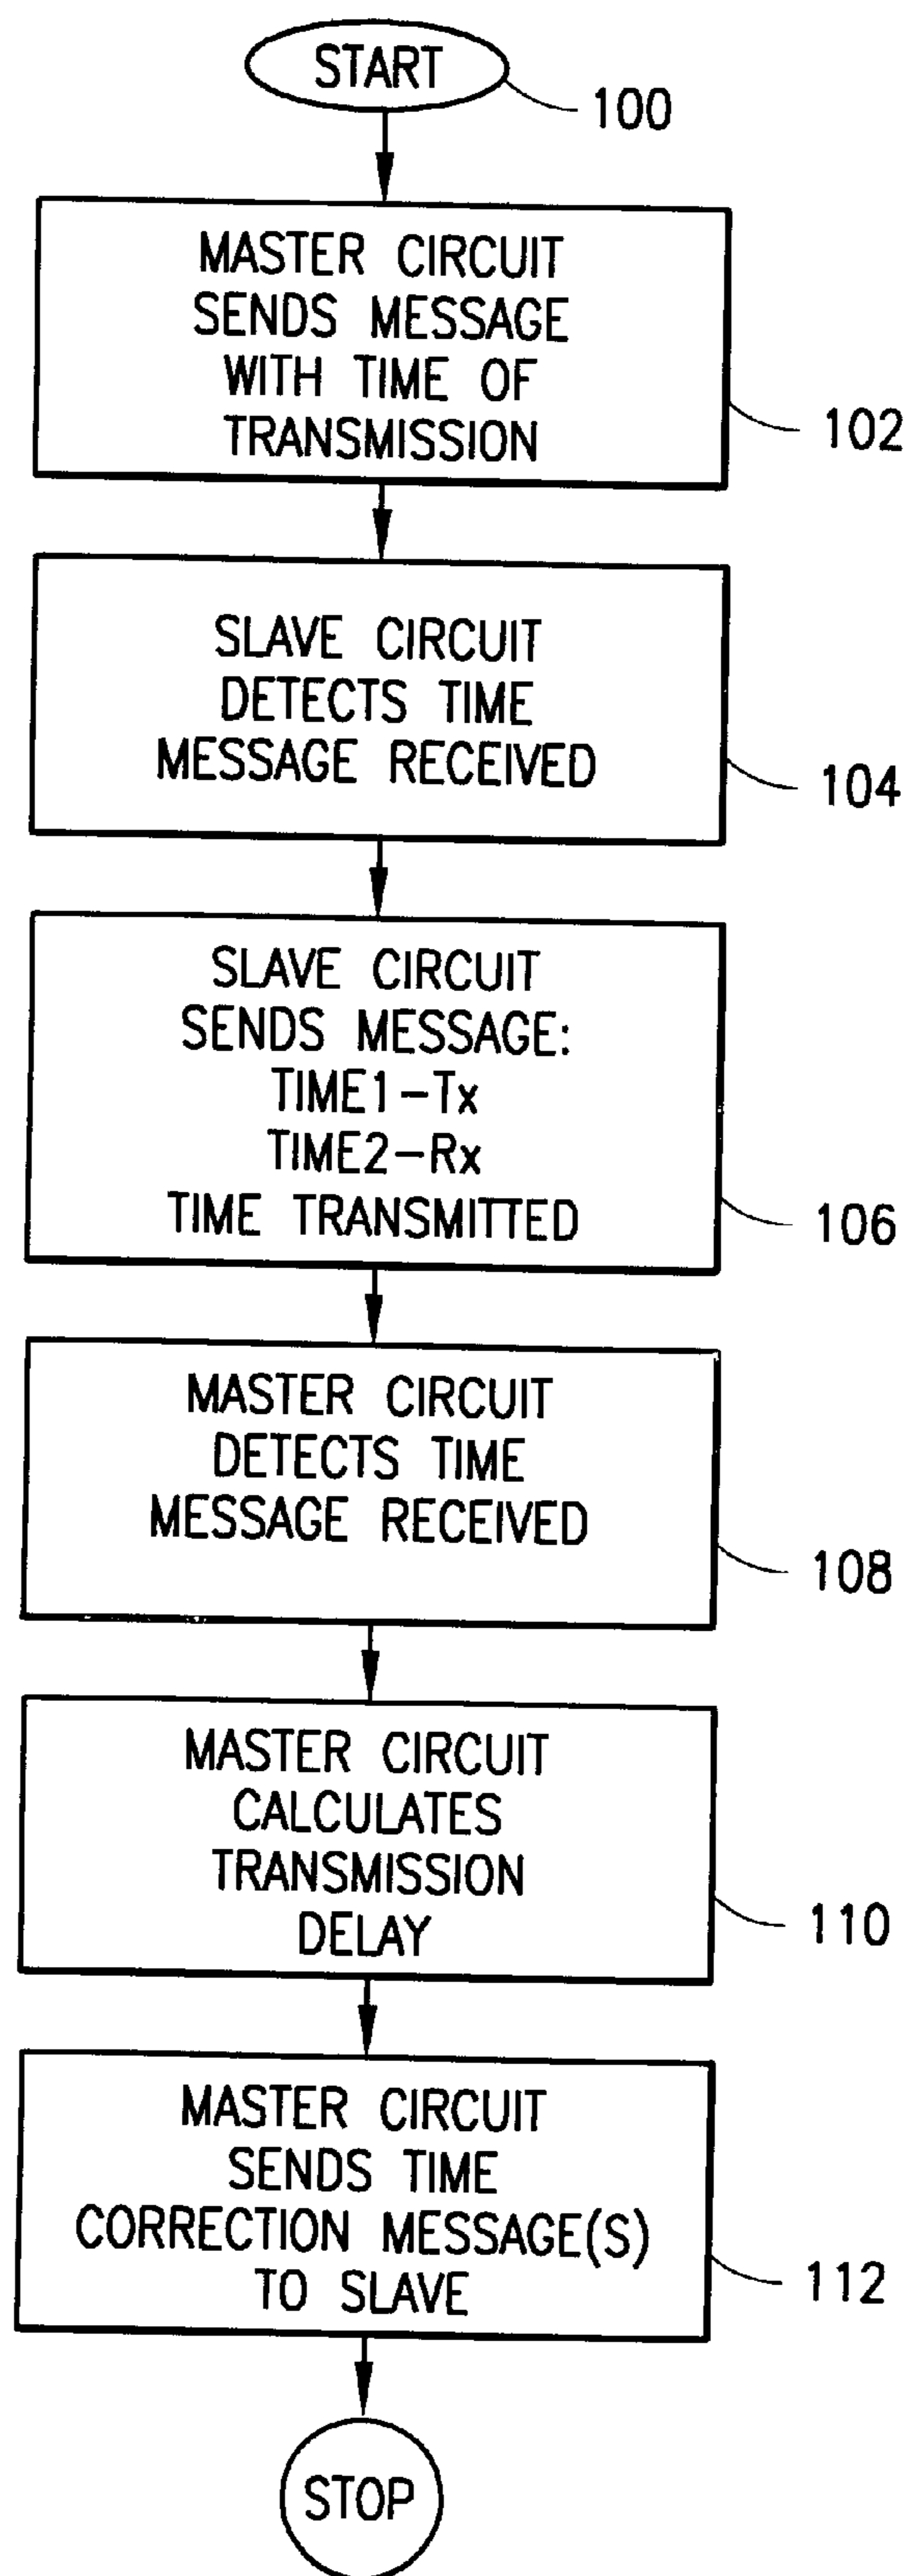 START
100
MASTER CIRCUIT
SENDS MESSAGE
WITH TIME OF
TRANSMISSION
102
SLAVE CIRCUIT
DETECTS TIME
MESSAGE RECEIVED
104
SLAVE CIRCUIT
SENDS MESSAGE:
TIME1-Tx
TIME2-Rx
TIME TRANSMITTED
106
MASTER CIRCUIT
DETECTS TIME
MESSAGE RECEIVED
108
MASTER CIRCUIT
CALCULATES
TRANSMISSION
DELAY
110
MASTER CIRCUIT
SENDS TIME
CORRECTION MESSAGE(S)
TO SLAVE
112
STOP